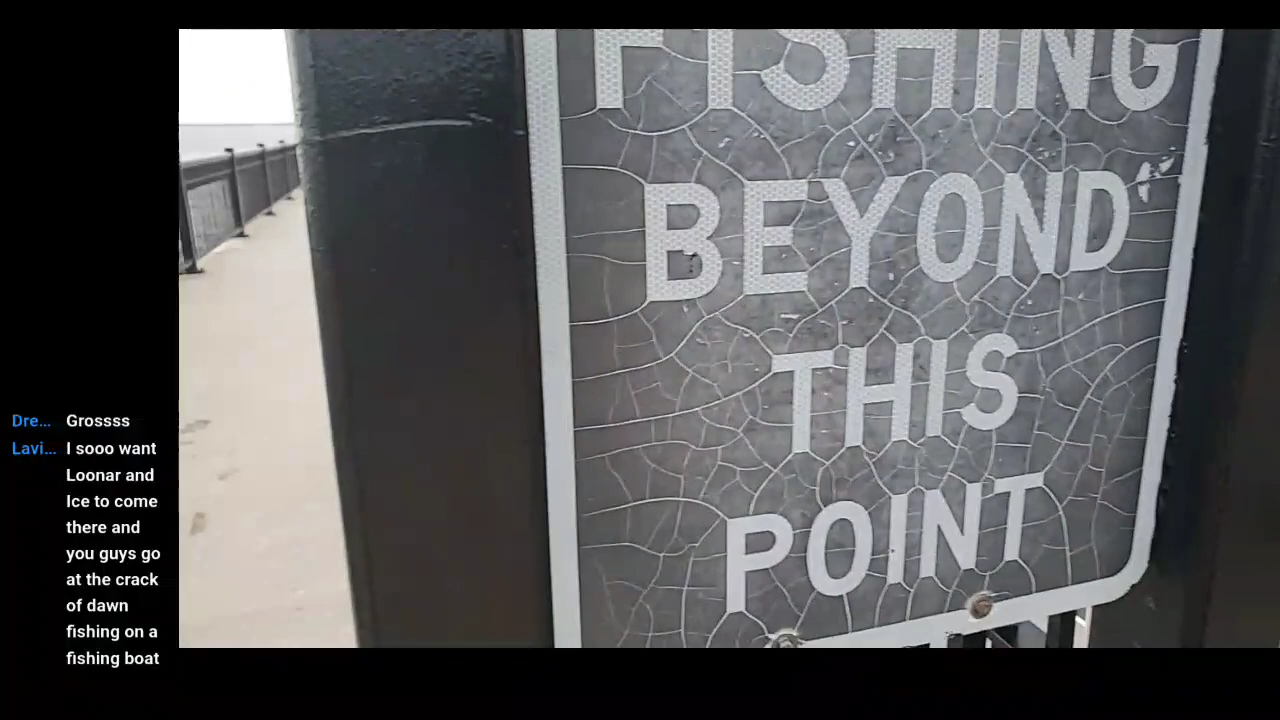 Dre... Grossss
Lavi... I sooo want
Loonar and
Ice to come
there and
you guys go
at the crack
of dawn
fishing on a
fishing boat
FISHING
BEYOND
THIS
POINT